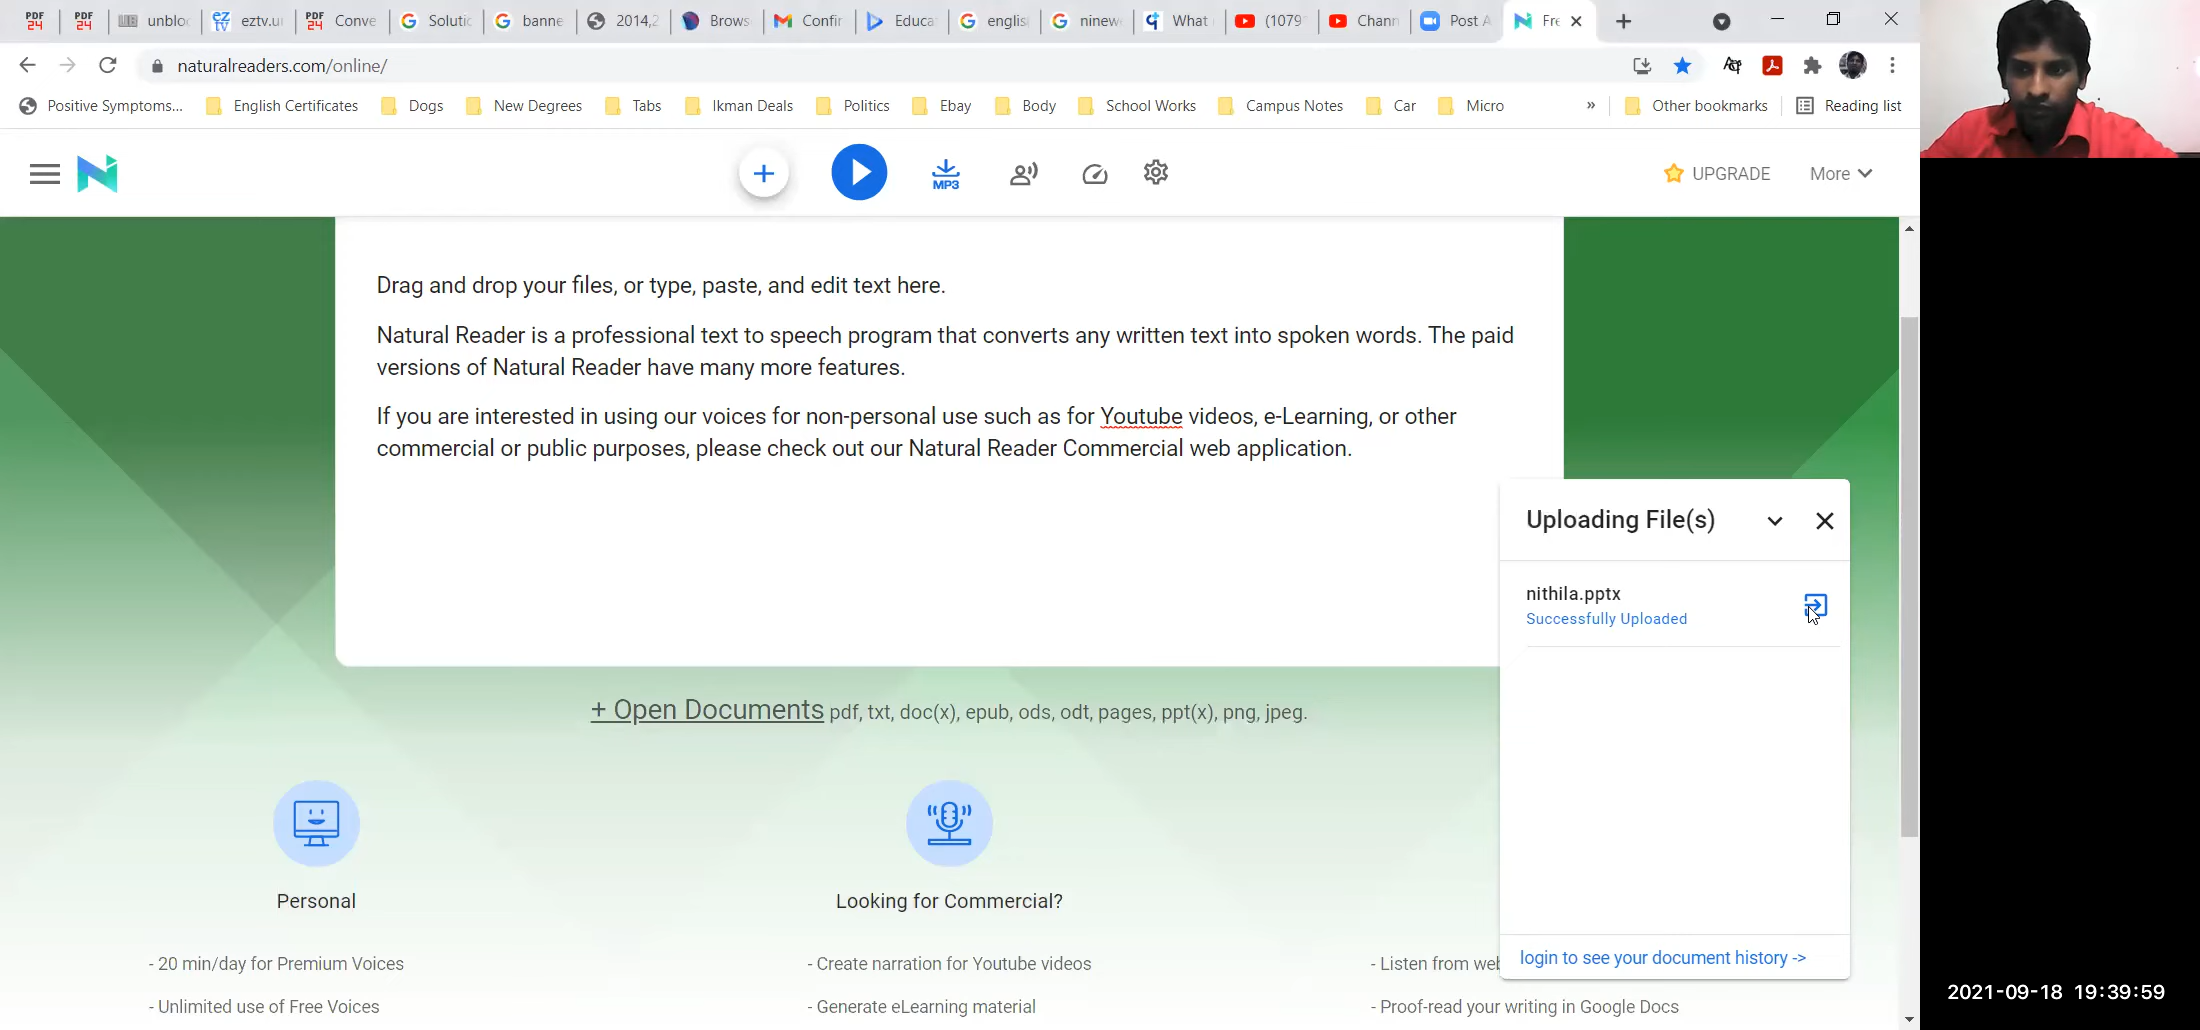 PDF 24
PDF 24
UB unbloc
eztv.u
PDF 24 Conve
Solutic
banne
2014,2
Brows
Confir
Educa
englis
ninew
What
(1079
Chann
Post A
Fre
naturalreaders.com/online/
Positive Symptoms...
English Certificates
Dogs
New Degrees
Tabs
Ikman Deals
Politics
Ebay
Body
School Works
Campus Notes
Car
Micro
»
Other bookmarks
Reading list
MP3
UPGRADE
More
Drag and drop your files, or type, paste, and edit text here.
Natural Reader is a professional text to speech program that converts any written text into spoken words. The paid
versions of Natural Reader have many more features.
If you are interested in using our voices for non-personal use such as for Youtube videos, e-Learning, or other
commercial or public purposes, please check out our Natural Reader Commercial web application.
Uploading File(s)
nithila.pptx
Successfully Uploaded
+ Open Documents pdf, txt, doc(x), epub, ods, odt, pages, ppt(x), png, jpeg.
Personal
Looking for Commercial?
- 20 min/day for Premium Voices
- Create narration for Youtube videos
- Listen from web
login to see your document history ->
- Unlimited use of Free Voices
- Generate eLearning material
- Proof-read your writing in Google Docs
2021-09-18 19:39:59